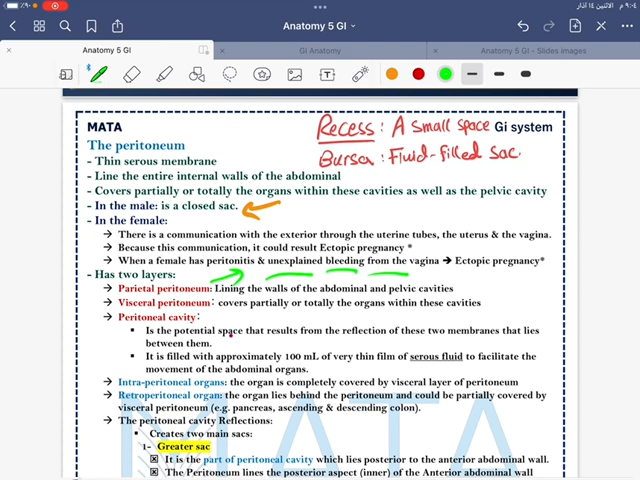 ٩:٠٤ م الاثنين ١٤ آذار
٩٠٪
Anatomy 5 GI
Anatomy 5 GI
GI Anatomy
Anatomy 5 GI - Slides images
MATA
Recess: A small space
Gi system
The peritoneum
Bursa: Fluid-filled sac
- Thin serous membrane
- Line the entire internal walls of the abdominal
- Covers partially or totally the organs within these cavities as well as the pelvic cavity
- In the male: is a closed sac.
- In the female:
→ There is a communication with the exterior through the uterine tubes, the uterus & the vagina.
→ Because this communication, it could result Ectopic pregnancy *
→ When a female has peritonitis & unexplained bleeding from the vagina → Ectopic pregnancy*
- Has two layers:
→ Parietal peritoneum: Lining the walls of the abdominal and pelvic cavities
→ Visceral peritoneum: covers partially or totally the organs within these cavities
→ Peritoneal cavity:
▪ Is the potential space that results from the reflection of these two membranes that lies
between them.
▪ It is filled with approximately 100 mL of very thin film of serous fluid to facilitate the
movement of the abdominal organs.
→ Intra-peritoneal organs: the organ is completely covered by visceral layer of peritoneum
→ Retroperitoneal organ: the organ lies behind the peritoneum and could be partially covered by
visceral peritoneum (e.g. pancreas, ascending & descending colon).
→ The peritoneal cavity Reflections:
▪ Creates two main sacs:
1- Greater sac
☒ It is the part of peritoneal cavity which lies posterior to the anterior abdominal wall.
☒ The Peritoneum lines the posterior aspect (inner) of the Anterior abdominal wall
MATA